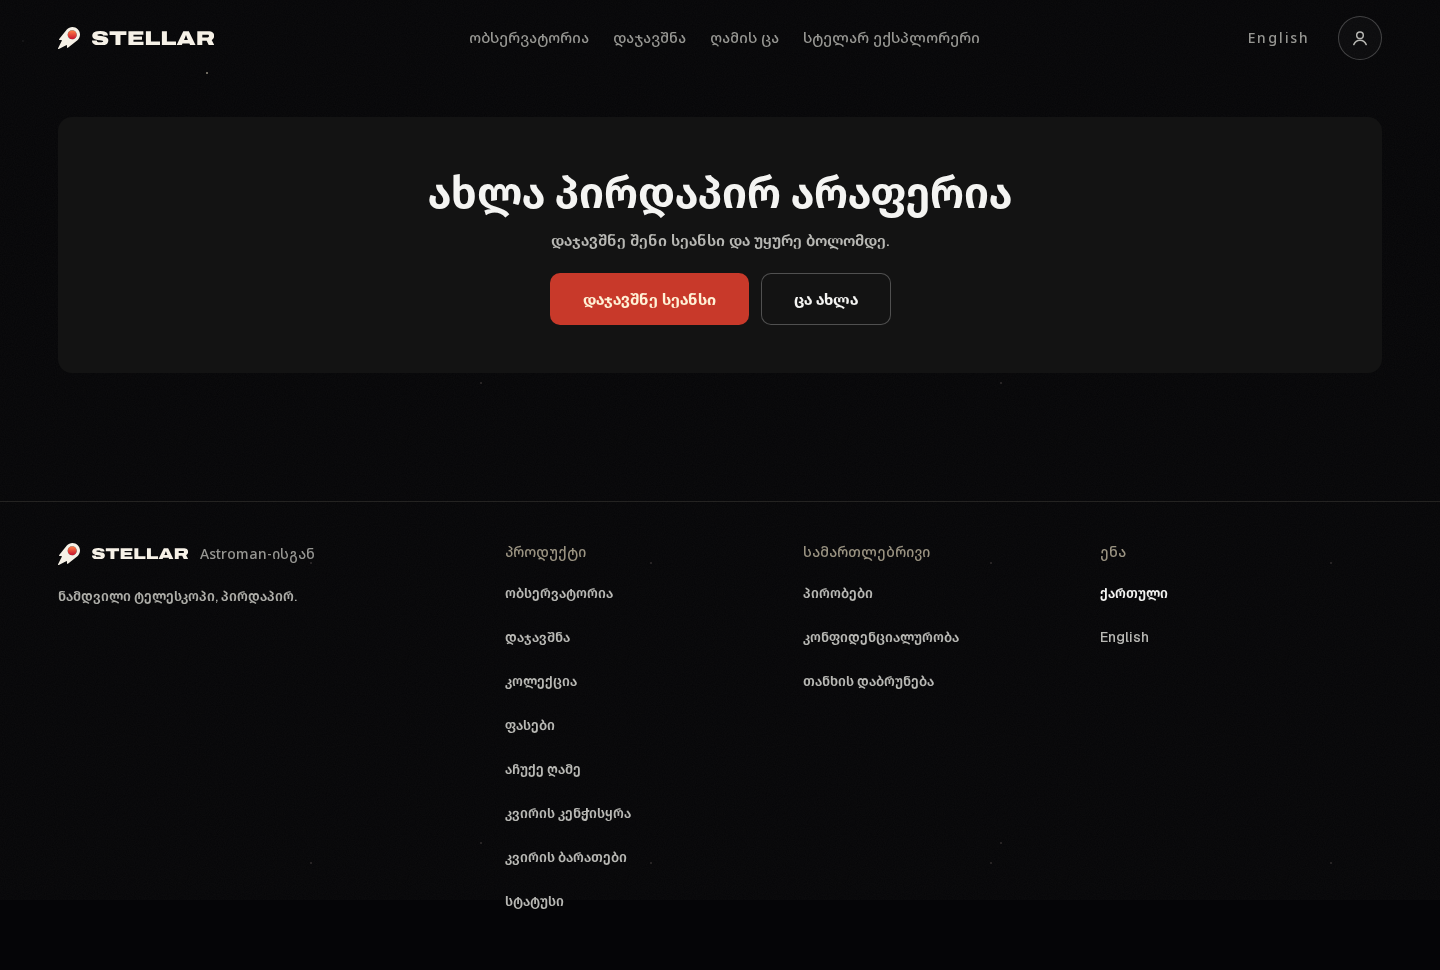 STELLAR
ობსერვატორია დაჯავშნა ღამის ცა სტელარ ექსპლორერი
English
ახლა პირდაპირ არაფერია
დაჯავშნე შენი სეანსი და უყურე ბოლომდე.
დაჯავშნე სეანსი
ცა ახლა
STELLAR Astroman-ისგან
ნამდვილი ტელესკოპი, პირდაპირ.
პროდუქტი
ობსერვატორია
დაჯავშნა
კოლექცია
ფასები
აჩუქე ღამე
კვირის კენჭისყრა
კვირის ბარათები
სტატუსი
სამართლებრივი
პირობები
კონფიდენციალურობა
თანხის დაბრუნება
ენა
ქართული
English